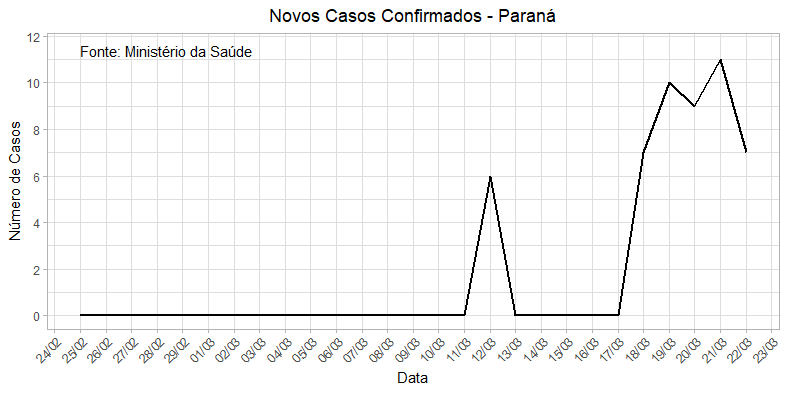 Novos Casos Confirmados - Paraná
Fonte: Ministério da Saúde
Número de Casos
12
10
8
6
4
2
0
24/02 25/02 26/02 27/02 28/02 29/02 01/03 02/03 03/03 04/03 05/03 06/03 07/03 08/03 09/03 10/03 11/03 12/03 13/03 14/03 15/03 16/03 17/03 18/03 19/03 20/03 21/03 22/03 23/03
Data